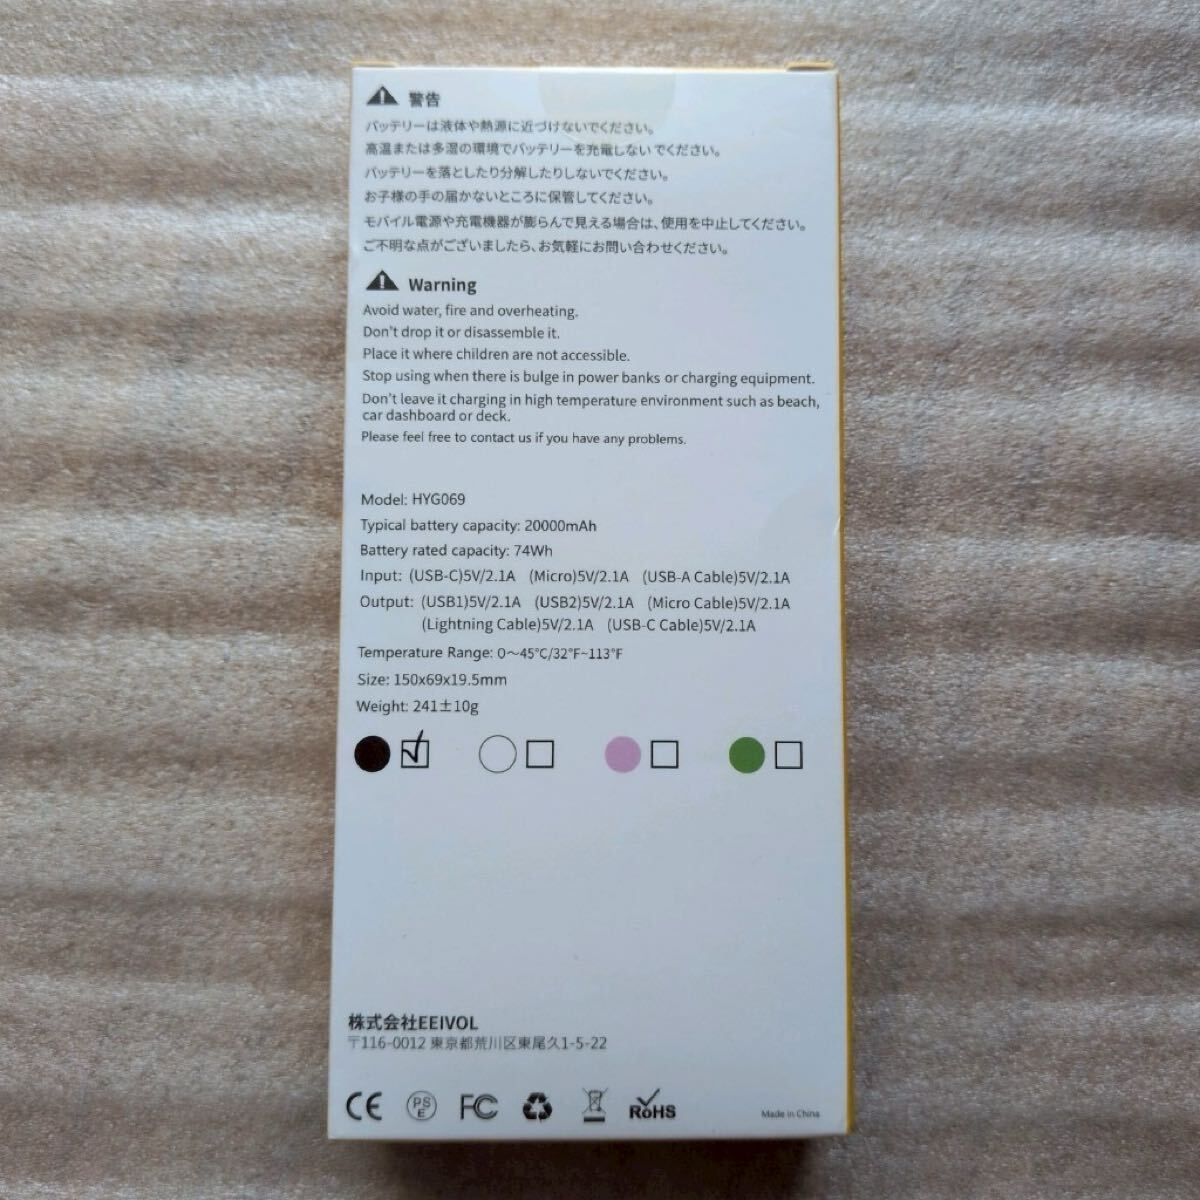 警告
バッテリーは液体や熱源に近づけないでください。
高温または多湿の環境でバッテリーを充電しない でください。
バッテリーを落としたり分解したりしないでください。
お子様の手の届かないところに保管してください。
モバイル電源や充電機器が膨らんで見える場合は、使用を中止してください。
ご不明な点がございましたら、お気軽にお問い合わせください。
Warning
Avoid water, fire and overheating.
Don't drop it or disassemble it.
Place it where children are not accessible.
Stop using when there is bulge in power banks or charging equipment.
Don't leave it charging in high temperature environment such as beach,
car dashboard or deck.
Please feel free to contact us if you have any problems.
Model: HYG069
Typical battery capacity: 20000mAh
Battery rated capacity: 74Wh
Input: (USB-C)5V/2.1A (Micro)5V/2.1A (USB-A Cable)5V/2.1A
Output: (USB1)5V/2.1A (USB2)5V/2.1A (Micro Cable)5V/2.1A
(Lightning Cable)5V/2.1A (USB-C Cable)5V/2.1A
Temperature Range: 0～45℃/32℉~113℉
Size: 150x69x19.5mm
Weight: 241±10g
株式会社EEIVOL
〒116-0012 東京都荒川区東尾久1-5-22
CE PSE FC RoHS Made in China